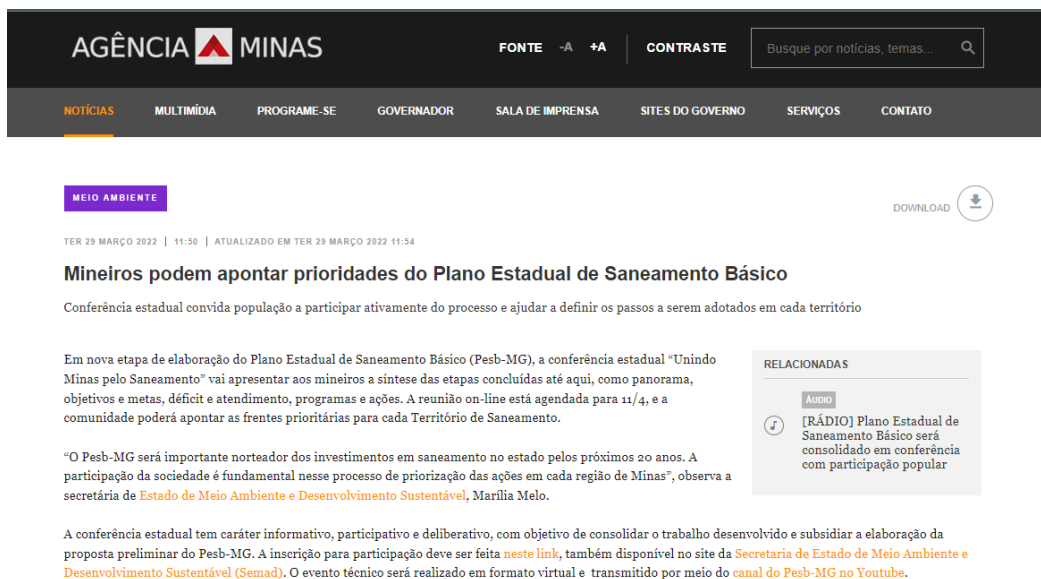 AGÊNCIA MINAS
FONTE -A +A CONTRASTE Busque por notícias, temas...
NOTÍCIAS MULTIMÍDIA PROGRAME-SE GOVERNADOR SALA DE IMPRENSA SITES DO GOVERNO SERVIÇOS CONTATO
MEIO AMBIENTE
DOWNLOAD
TER 29 MARÇO 2022 | 11:50 | ATUALIZADO EM TER 29 MARÇO 2022 11:54
Mineiros podem apontar prioridades do Plano Estadual de Saneamento Básico
Conferência estadual convida população a participar ativamente do processo e ajudar a definir os passos a serem adotados em cada território
Em nova etapa de elaboração do Plano Estadual de Saneamento Básico (Pesb-MG), a conferência estadual “Unindo
Minas pelo Saneamento” vai apresentar aos mineiros a síntese das etapas concluídas até aqui, como panorama,
objetivos e metas, déficit e atendimento, programas e ações. A reunião on-line está agendada para 11/4, e a
comunidade poderá apontar as frentes prioritárias para cada Território de Saneamento.
“O Pesb-MG será importante norteador dos investimentos em saneamento no estado pelos próximos 20 anos. A
participação da sociedade é fundamental nesse processo de priorização das ações em cada região de Minas”, observa a
secretária de Estado de Meio Ambiente e Desenvolvimento Sustentável, Marília Melo.
RELACIONADAS
ÁUDIO
[RÁDIO] Plano Estadual de
Saneamento Básico será
consolidado em conferência
com participação popular
A conferência estadual tem caráter informativo, participativo e deliberativo, com objetivo de consolidar o trabalho desenvolvido e subsidiar a elaboração da
proposta preliminar do Pesb-MG. A inscrição para participação deve ser feita neste link, também disponível no site da Secretaria de Estado de Meio Ambiente e
Desenvolvimento Sustentável (Semad). O evento técnico será realizado em formato virtual e transmitido por meio do canal do Pesb-MG no Youtube.